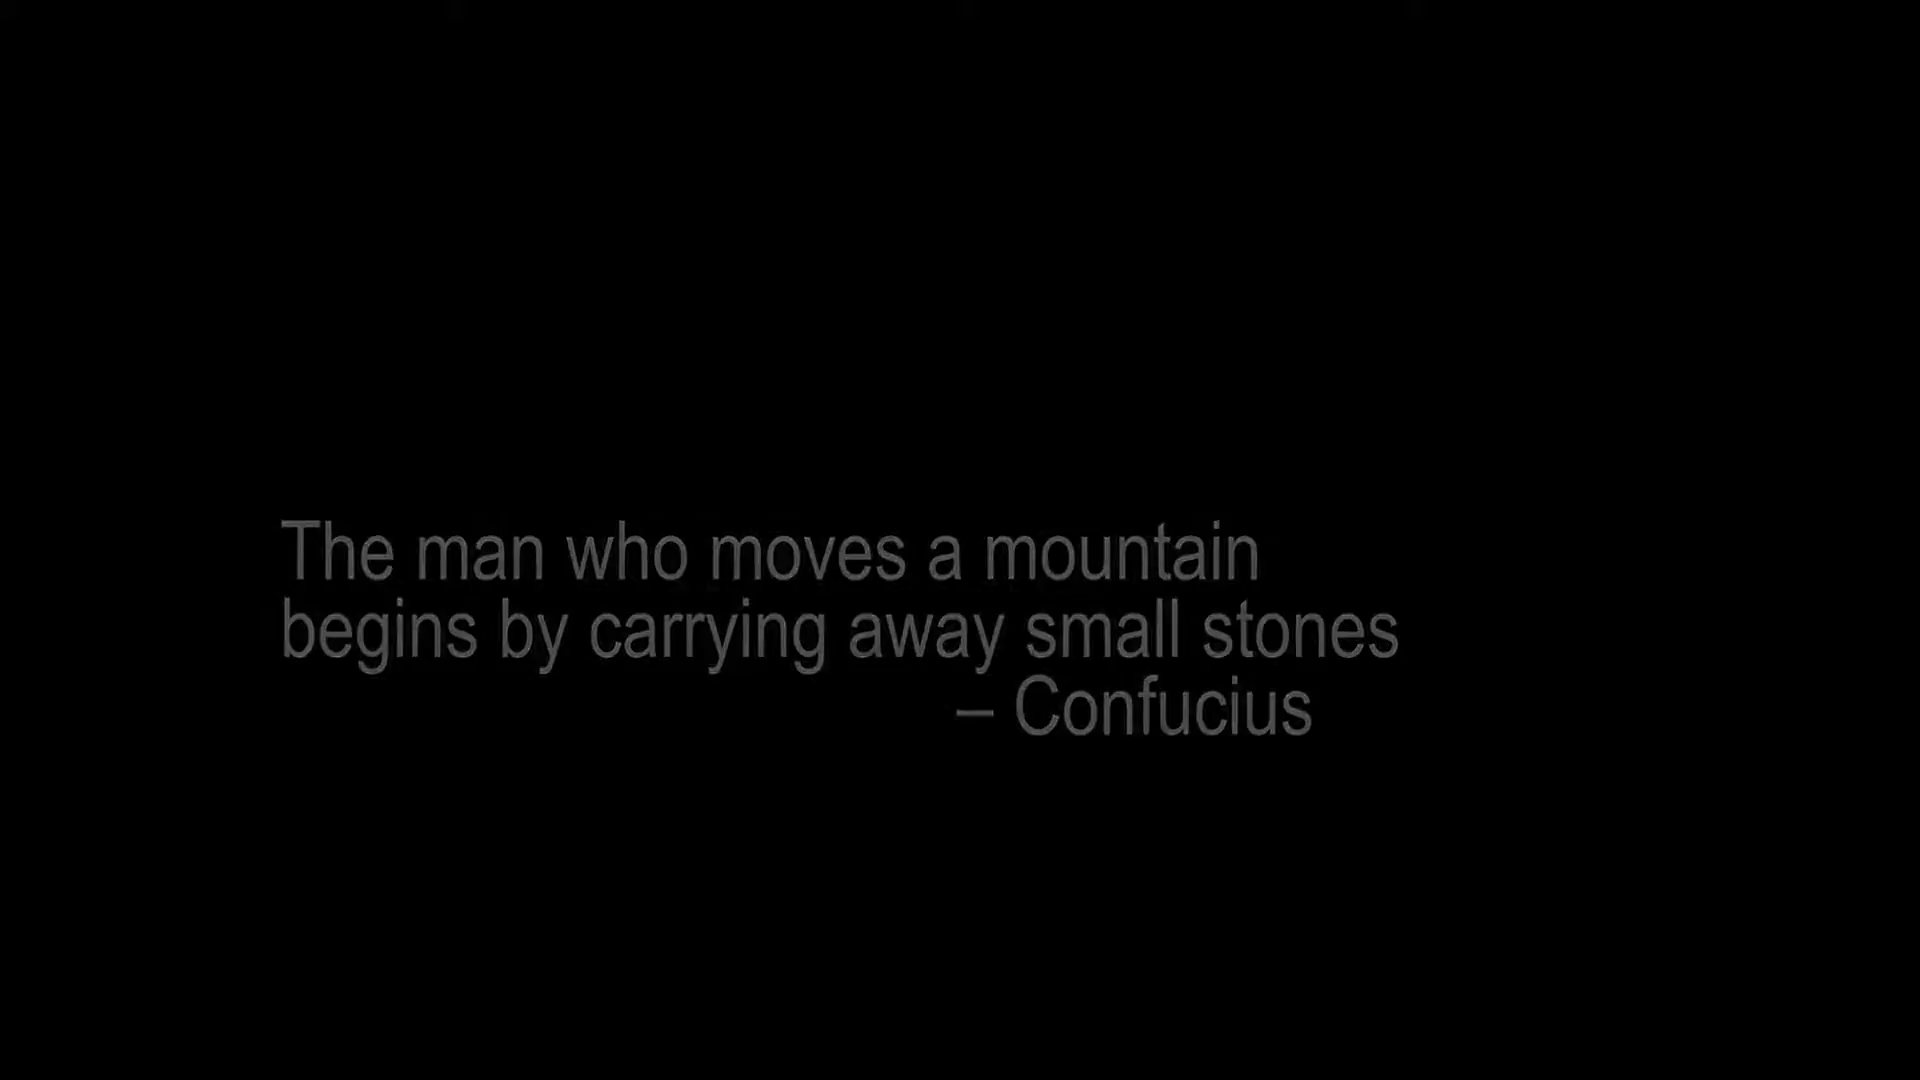 The man who moves a mountain
begins by carrying away small stones
– Confucius